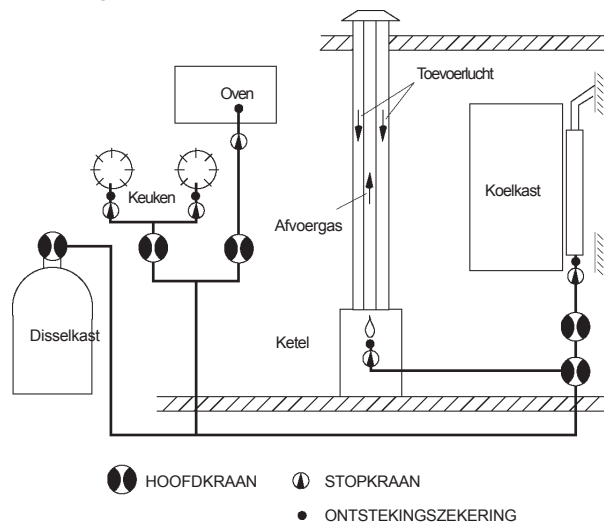 Toevoerlucht
Oven
Keuken
Koelkast
Afvoergas
Disselkast
Ketel
HOOFDKRAAN
STOPKRAAN
ONTSTEKINGSZEKERING